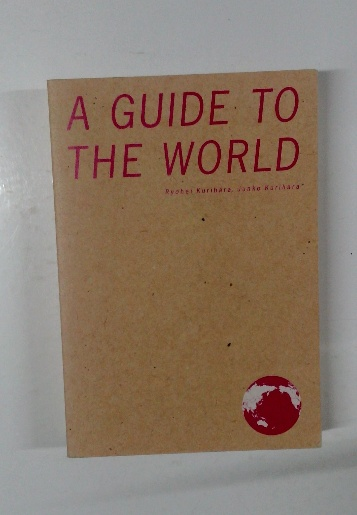 A GUIDE TO
THE WORLD
Ryohei Kurihara, Junko Kurihara